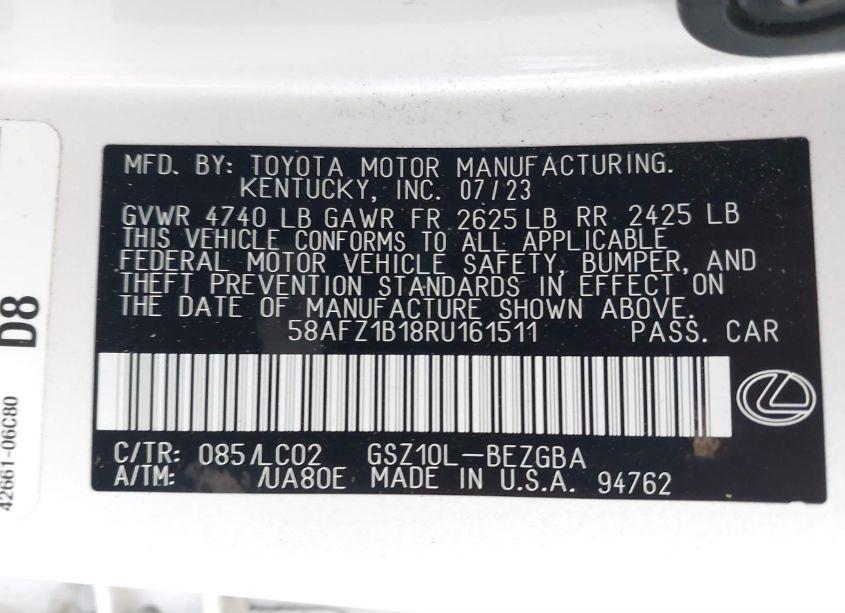 MFD. BY: TOYOTA MOTOR MANUFACTURING.
KENTUCKY, INC. 07/23
GVWR 4740 LB GAWR FR 2625 LB RR 2425 LB
THIS VEHICLE CONFORMS TO ALL APPLICABLE
FEDERAL MOTOR VEHICLE SAFETY, BUMPER, AND
THEFT PREVENTION STANDARDS IN EFFECT ON
THE DATE OF MANUFACTURE SHOWN ABOVE.
58AFZ1B18RU161511 PASS. CAR
C/TR: 085/LC02 GSZ10L-BEZGBA
A/TM: /UA80E MADE IN U.S.A. 94762
D8
42661-06C80